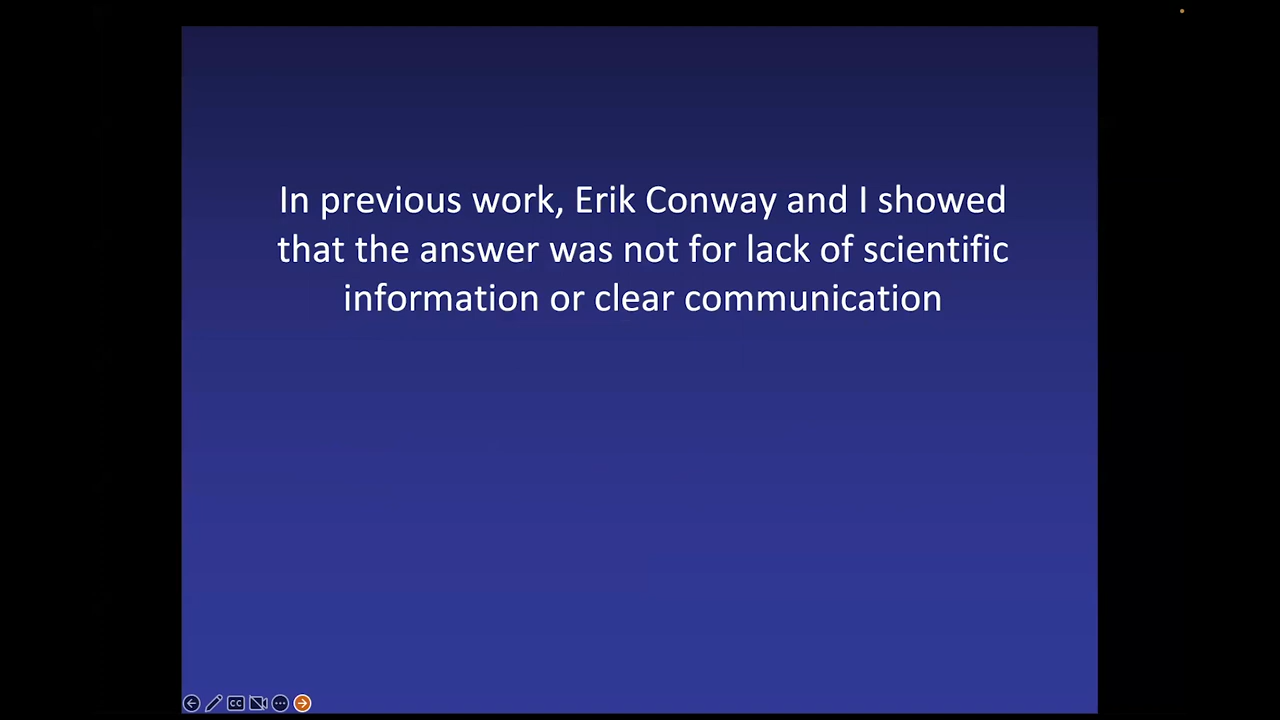 In previous work, Erik Conway and I showed
that the answer was not for lack of scientific
information or clear communication
CC